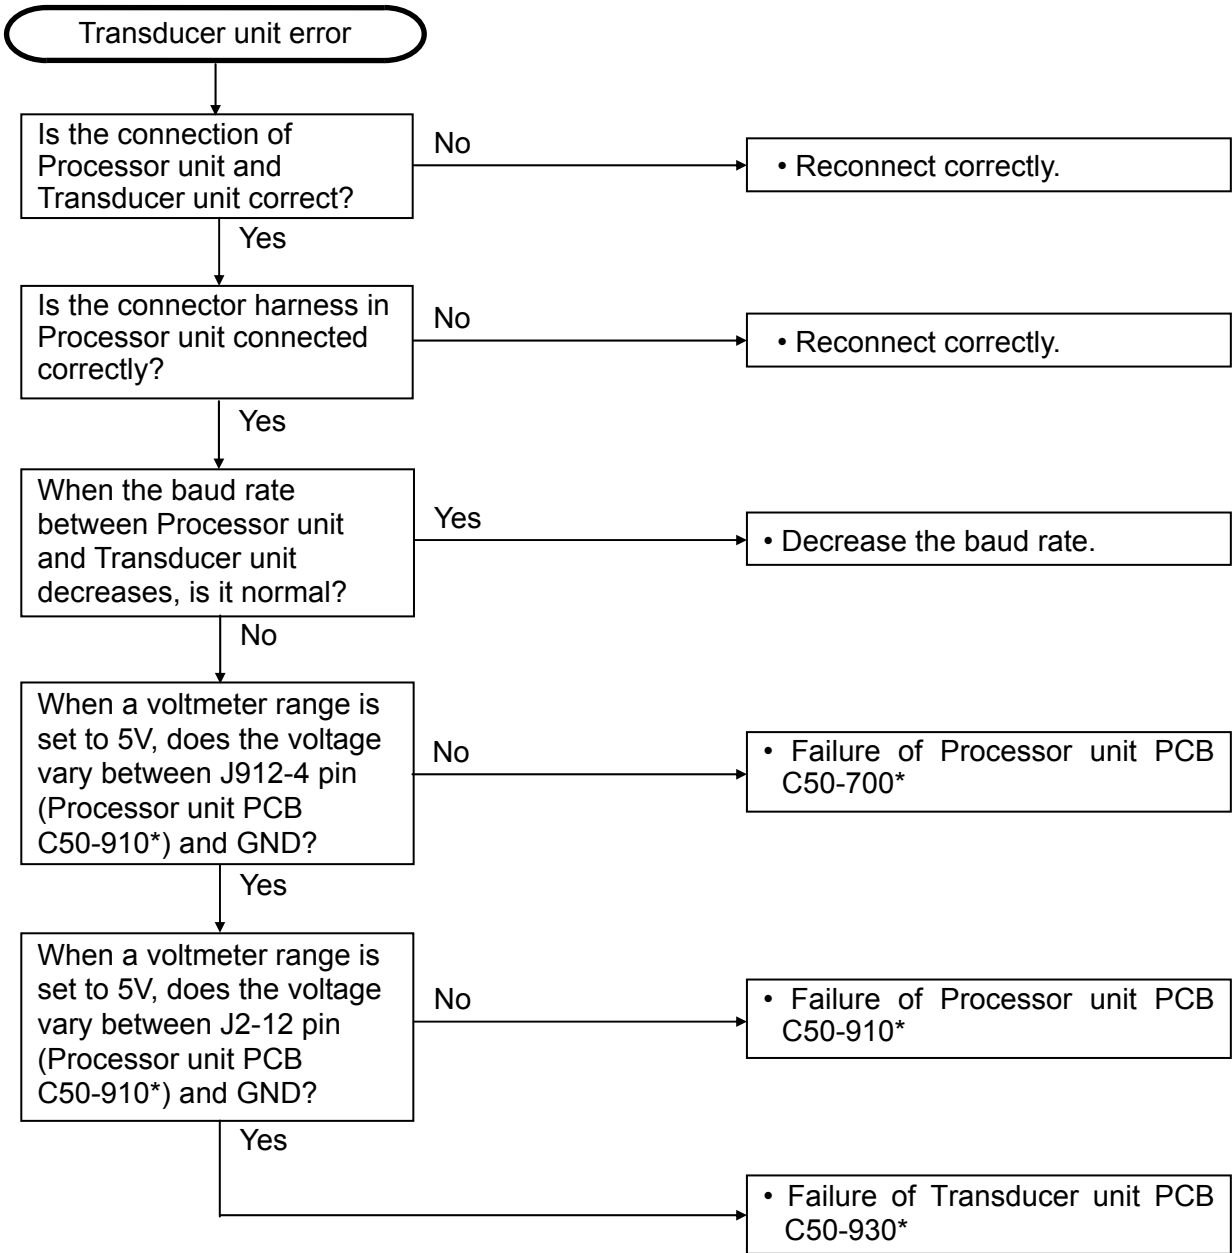 Transducer unit error
Is the connection of
Processor unit and
Transducer unit correct?
No
• Reconnect correctly.
Yes
Is the connector harness in
Processor unit connected
correctly?
No
• Reconnect correctly.
Yes
When the baud rate
between Processor unit
and Transducer unit
decreases, is it normal?
Yes
• Decrease the baud rate.
No
When a voltmeter range is
set to 5V, does the voltage
vary between J912-4 pin
(Processor unit PCB
C50-910*) and GND?
No
• Failure of Processor unit PCB
C50-700*
Yes
When a voltmeter range is
set to 5V, does the voltage
vary between J2-12 pin
(Processor unit PCB
C50-910*) and GND?
No
• Failure of Processor unit PCB
C50-910*
Yes
• Failure of Transducer unit PCB
C50-930*